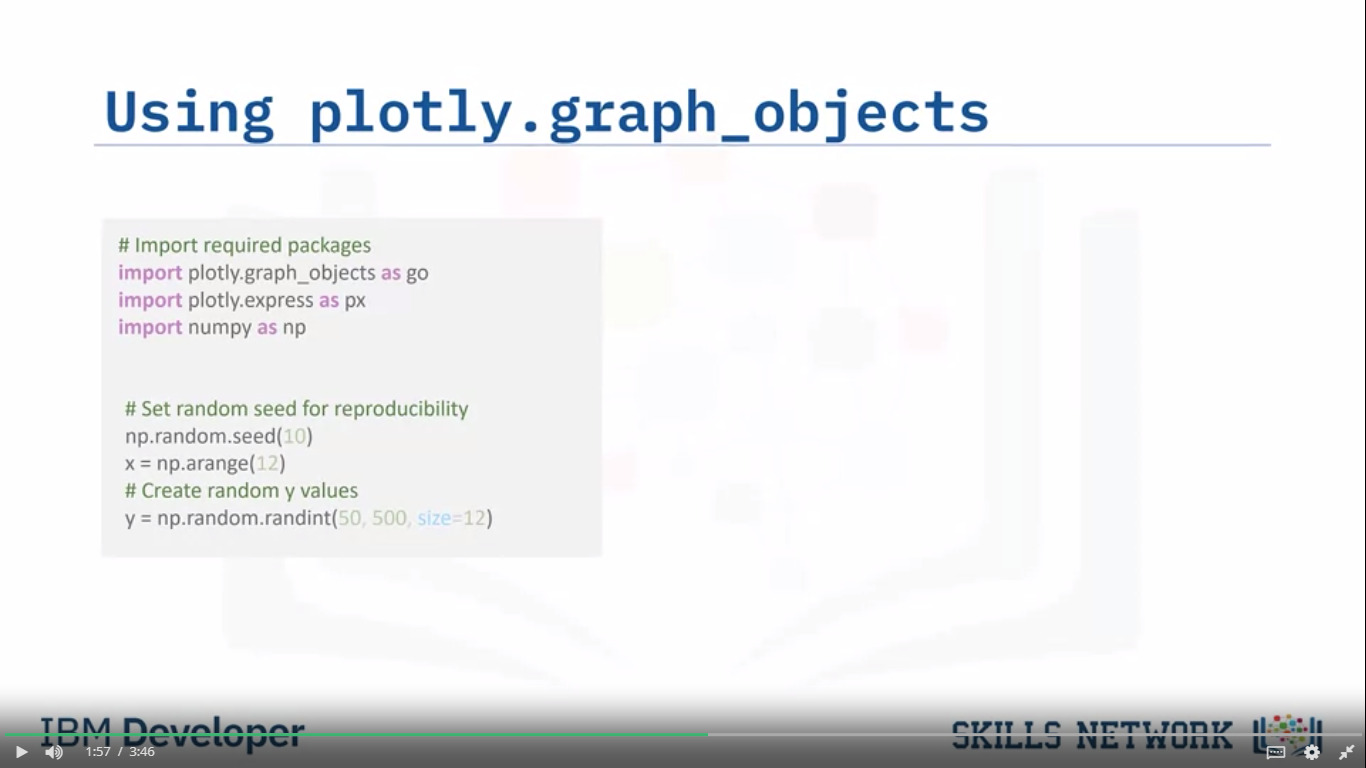 Using plotly.graph_objects
# Import required packages
import plotly.graph_objects as go
import plotly.express as px
import numpy as np
# Set random seed for reproducibility
np.random.seed(10)
x = np.arange(12)
# Create random y values
y = np.random.randint(50, 500, size=12)
IBM Developer
SKILLS NETWORK
1:57 / 3:46